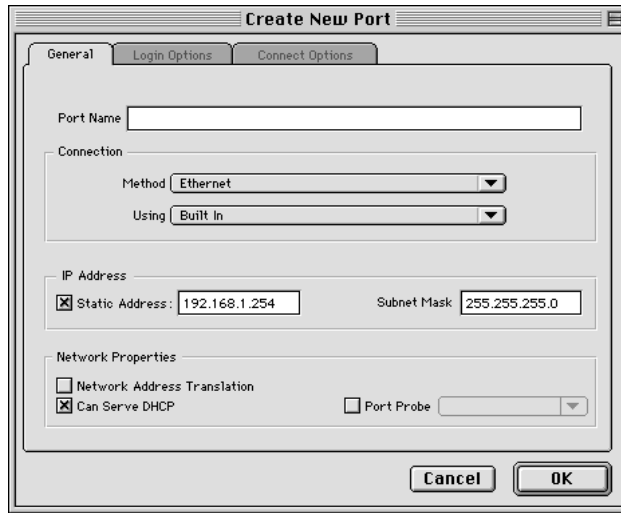 Create New Port
General Login Options Connect Options
Port Name
Connection
Method Ethernet
Using Built In
IP Address
Static Address: 192.168.1.254 Subnet Mask 255.255.255.0
Network Properties
Network Address Translation
Can Serve DHCP Port Probe
Cancel OK